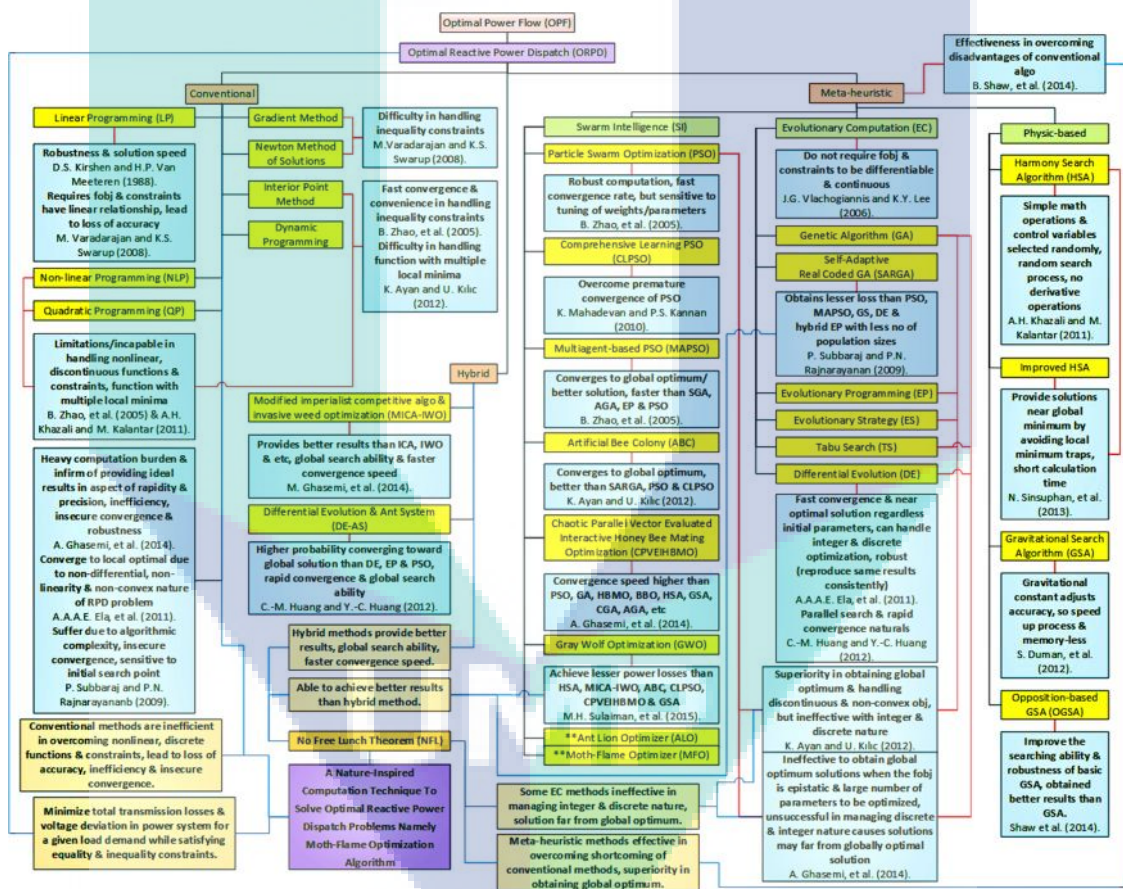 Optimal Power Flow (OPF)
Optimal Reactive Power Dispatch (ORPD)
Effectiveness in overcoming
disadvantages of conventional
algo
B. Shaw, et al. (2014).
Conventional
Meta-heuristic
Linear Programming (LP)
Robustness & solution speed
D.S. Kirshen and H.P. Van
Meeteren (1988).
Requires fobj & constraints
have linear relationship, lead
to loss of accuracy
M. Varadarajan and K.S.
Swarup (2008).
Non-linear Programming (NLP)
Quadratic Programming (QP)
Limitations/incapable in
handling nonlinear,
discontinuous functions &
constraints, function with
multiple local minima
B. Zhao, et al. (2005) & A.H.
Khazali and M. Kalantar (2011).
Heavy computation burden &
infirm of providing ideal
results in aspect of rapidity &
precision, inefficiency,
insecure convergence &
robustness
A. Ghasemi, et al. (2014).
Converge to local optimal due
to non-differential, non-
linearity & non-convex nature
of RPD problem
A.A.A.E. Ela, et al. (2011).
Suffer due to algorithmic
complexity, insecure
convergence, sensitive to
initial search point
P. Subbaraj and P.N.
Rajnarayananb (2009).
Conventional methods are inefficient
in overcoming nonlinear, discrete
functions & constraints, lead to loss of
accuracy, inefficiency & insecure
convergence.
Minimize total transmission losses &
voltage deviation in power system for
a given load demand while satisfying
equality & inequality constraints.
Gradient Method
Newton Method
of Solutions
Interior Point
Method
Dynamic
Programming
Difficulty in handling
inequality constraints
M.Varadarajan and K.S.
Swarup (2008).
Fast convergence &
convenience in handling
inequality constraints
B. Zhao, et al. (2005).
Difficulty in handling
function with multiple
local minima
K. Ayan and U. Kılıc
(2012).
Hybrid
Modified imperialist competitive algo &
invasive weed optimization (MICA-IWO)
Provides better results than ICA, IWO
& etc, global search ability & faster
convergence speed
M. Ghasemi, et al. (2014).
Differential Evolution & Ant System
(DE-AS)
Higher probability converging toward
global solution than DE, EP & PSO,
rapid convergence & global search
ability
C.-M. Huang and Y.-C. Huang (2012).
Hybrid methods provide better
results, global search ability,
faster convergence speed.
Able to achieve better results
than hybrid method.
No Free Lunch Theorem (NFL)
A Nature-Inspired
Computation Technique To
Solve Optimal Reactive Power
Dispatch Problems Namely
Moth-Flame Optimization
Algorithm
Swarm Intelligence (SI)
Particle Swarm Optimization (PSO)
Robust computation, fast
convergence rate, but sensitive to
tuning of weights/parameters
B. Zhao, et al. (2005).
Comprehensive Learning PSO
(CLPSO)
Overcome premature
convergence of PSO
K. Mahadevan and P.S. Kannan
(2010).
Multiagent-based PSO (MAPSO)
Converges to global optimum/
better solution, faster than SGA,
AGA, EP & PSO
B. Zhao, et al. (2005).
Artificial Bee Colony (ABC)
Converges to global optimum,
better than SARGA, PSO & CLPSO
K. Ayan and U. Kılıc (2012).
Chaotic Parallel Vector Evaluated
Interactive Honey Bee Mating
Optimization (CPVEIHBMO)
Convergence speed higher than
PSO, GA, HBMO, BBO, HSA, GSA,
CGA, AGA, etc
A. Ghasemi, et al. (2014).
Gray Wolf Optimization (GWO)
Achieve lesser power losses than
HSA, MICA-IWO, ABC, CLPSO,
CPVEIHBMO & GSA
M.H. Sulaiman, et al. (2015).
**Ant Lion Optimizer (ALO)
**Moth-Flame Optimizer (MFO)
Some EC methods ineffective in
managing integer & discrete nature,
solution far from global optimum.
Meta-heuristic methods effective in
overcoming shortcoming of
conventional methods, superiority in
obtaining global optimum.
Evolutionary Computation (EC)
Do not require fobj &
constraints to be differentiable
& continuous
J.G. Vlachogiannis and K.Y. Lee
(2006).
Genetic Algorithm (GA)
Self-Adaptive
Real Coded GA (SARGA)
Obtains lesser loss than PSO,
MAPSO, GS, DE &
hybrid EP with less no of
population sizes
P. Subbaraj and P.N.
Rajnarayanan (2009).
Evolutionary Programming (EP)
Evolutionary Strategy (ES)
Tabu Search (TS)
Differential Evolution (DE)
Fast convergence & near
optimal solution regardless
initial parameters, can handle
integer & discrete
optimization, robust
(reproduce same results
consistently)
A.A.A.E. Ela, et al. (2011).
Parallel search & rapid
convergence naturals
C.-M. Huang and Y.-C. Huang
(2012).
Superiority in obtaining global
optimum & handling
discontinuous & non-convex obj,
but ineffective with integer &
discrete nature
K. Ayan and U. Kılıc (2012).
Ineffective to obtain global
optimum solutions when the fobj
is epistatic & large number of
parameters to be optimized,
unsuccessful in managing discrete
& integer nature causes solutions
may far from globally optimal
solution
A. Ghasemi, et al. (2014).
Physic-based
Harmony Search
Algorithm (HSA)
Simple math
operations &
control variables
selected randomly,
random search
process, no
derivative
operations
A.H. Khazali and M.
Kalantar (2011).
Improved HSA
Provide solutions
near global
minimum by
avoiding local
minimum traps,
short calculation
time
N. Sinsuphan, et al.
(2013).
Gravitational Search
Algorithm (GSA)
Gravitational
constant adjusts
accuracy, so speed
up process &
memory-less
S. Duman, et al.
(2012).
Opposition-based
GSA (OGSA)
Improve the
searching ability &
robustness of basic
GSA, obtained
better results than
GSA.
Shaw et al. (2014).